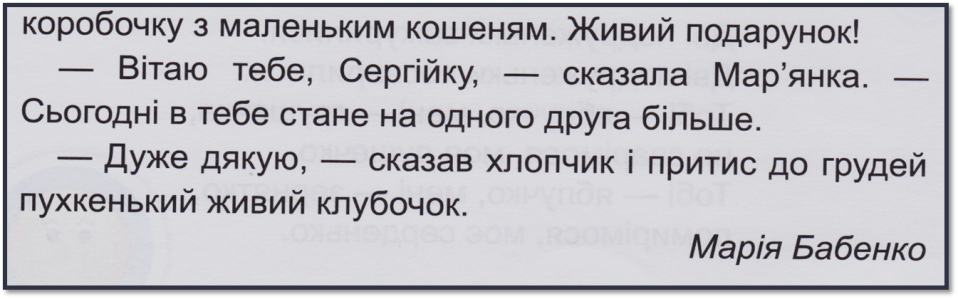 коробочку з маленьким кошеням. Живий подарунок!
— Вітаю тебе, Сергійку, — сказала Мар’янка. —
Сьогодні в тебе стане на одного друга більше.
— Дуже дякую, — сказав хлопчик і притис до грудей
пухкенький живий клубочок.
Марія Бабенко